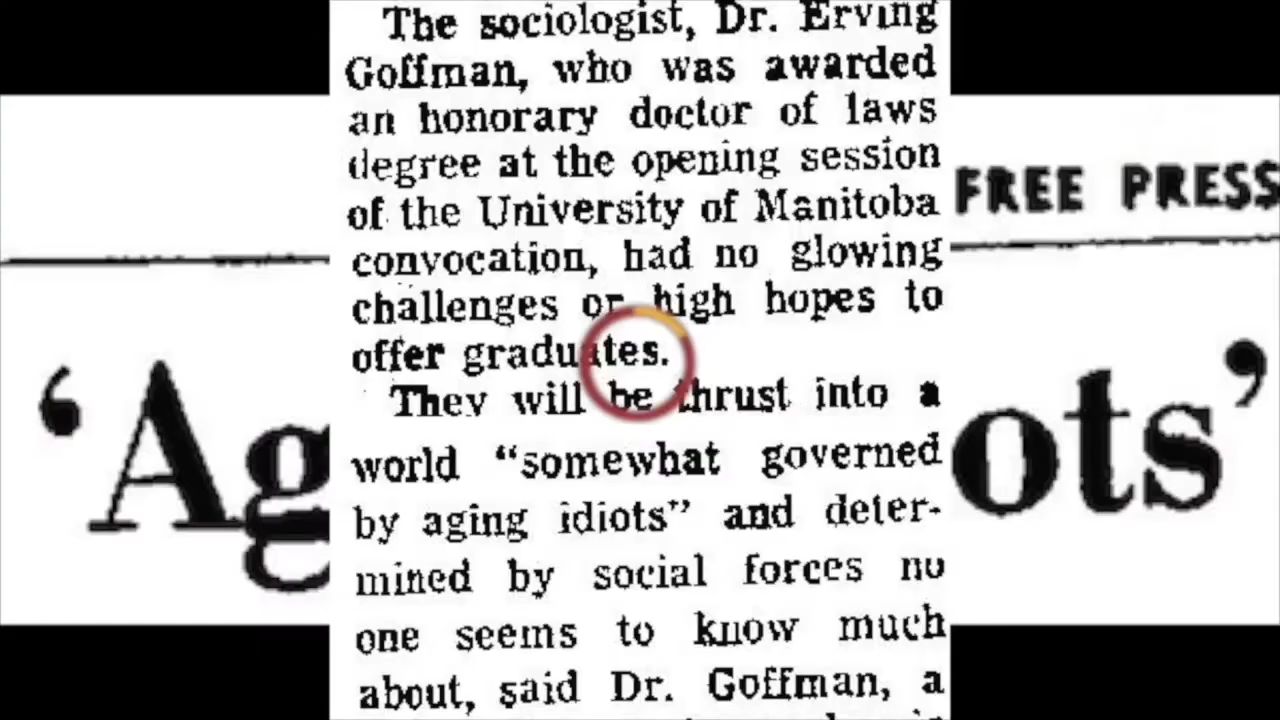 The sociologist, Dr. Erving
Goffman, who was awarded
an honorary doctor of laws
degree at the opening session
of the University of Manitoba
convocation, had no glowing
challenges or high hopes to
offer graduates.
They will be thrust into a
world “somewhat governed
by aging idiots” and deter-
mined by social forces no
one seems to know much
about, said Dr. Goffman, a
FREE PRESS
‘Ag ots’